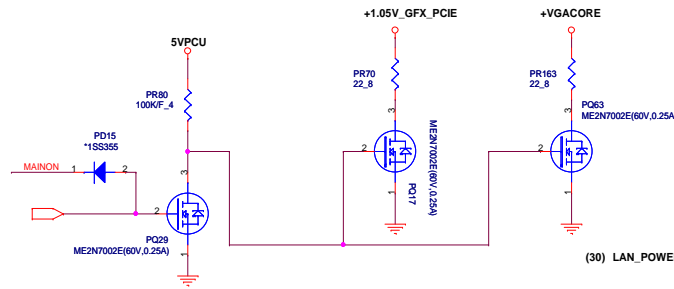 +1.05V_GFX_PCIE
+VGACORE
5VPCU
PR80
100K/F_4
PR70
22_8
PR163
22_8
PQ63
ME2N7002E(60V,0.25A)
3
3
2
2
1
1
ME2N7002E(60V,0.25A)
PQ17
PD15
*1SS355
MAINON
1
2
3
2
1
PQ29
ME2N7002E(60V,0.25A)
(30) LAN_POWE